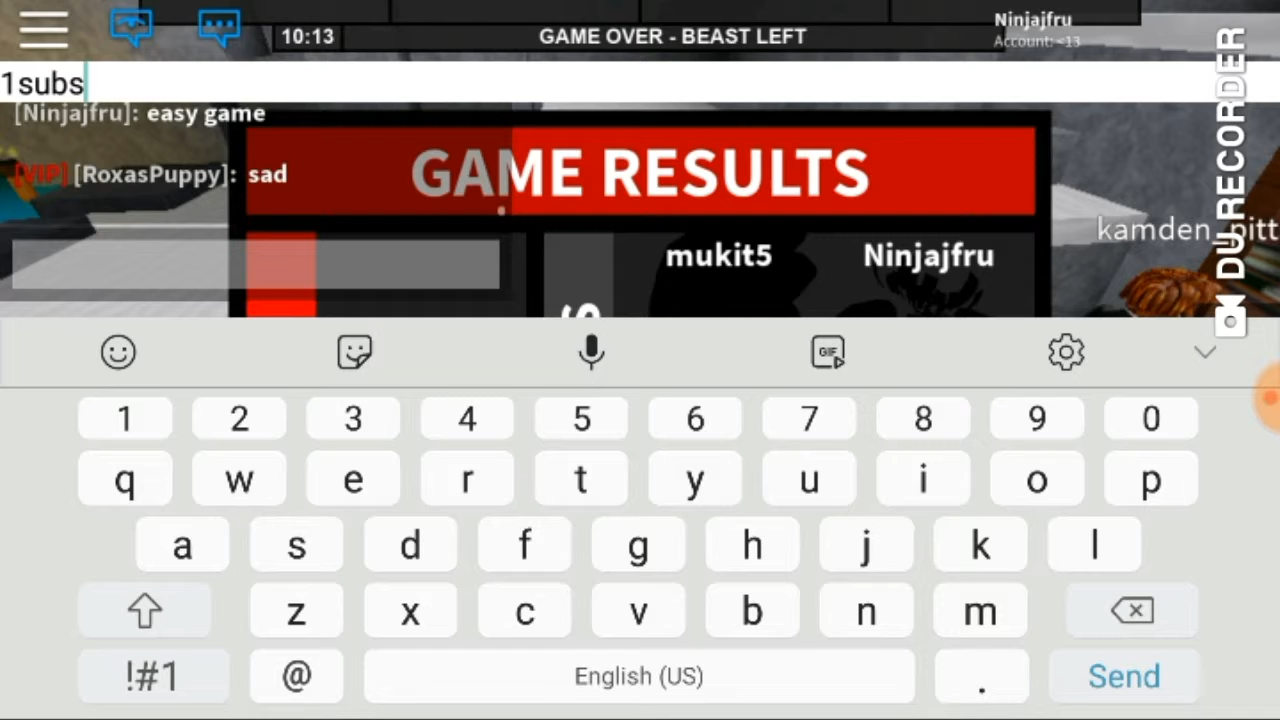 Ninjajfru
10:13
GAME OVER - BEAST LEFT
Account: <13
1subs
[Ninjajfru]: easy game
[VIP] [RoxasPuppy]: sad
GAME RESULTS
kamden_pitt
mukit5
Ninjajfru
S
DU RECORDER
GIF
1 2 3 4 5 6 7 8 9 0
q w e r t y u i o p
a s d f g h j k l
z x c v b n m
!#1 @ English (US) . Send